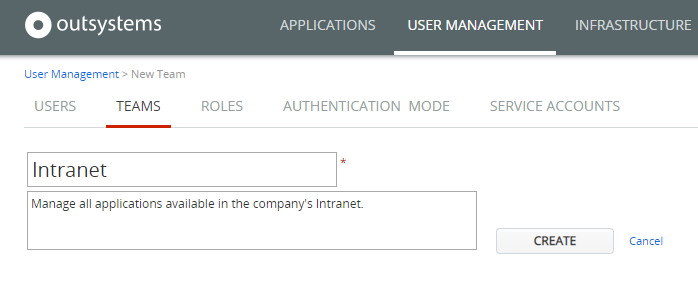 outsystems APPLICATIONS USER MANAGEMENT INFRASTRUCTURE
User Management > New Team
USERS TEAMS ROLES AUTHENTICATION MODE SERVICE ACCOUNTS
Intranet *
Manage all applications available in the company's Intranet.
CREATE Cancel